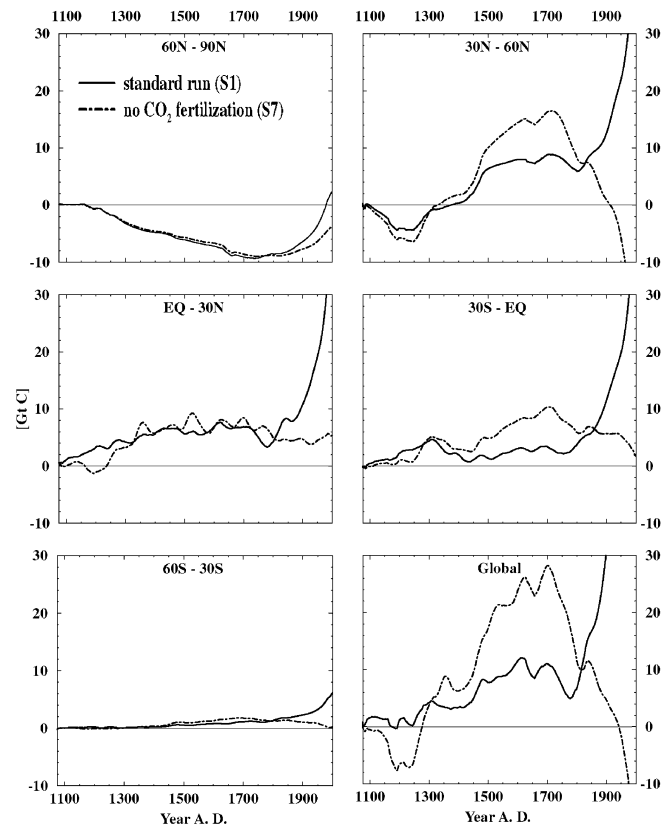 1100 1300 1500 1700 1900 1100 1300 1500 1700 1900
30 60N - 90N 30N - 60N 30
standard run (S1)
20 20
no CO₂ fertilization (S7)
10 10
0 0
-10 -10
30 EQ - 30N 30S - EQ 30
20 20
[Gt C]
10 10
0 0
-10 -10
30 60S - 30S Global 30
20 20
10 10
0 0
-10 -10
1100 1300 1500 1700 1900 1100 1300 1500 1700 1900
Year A. D. Year A. D.